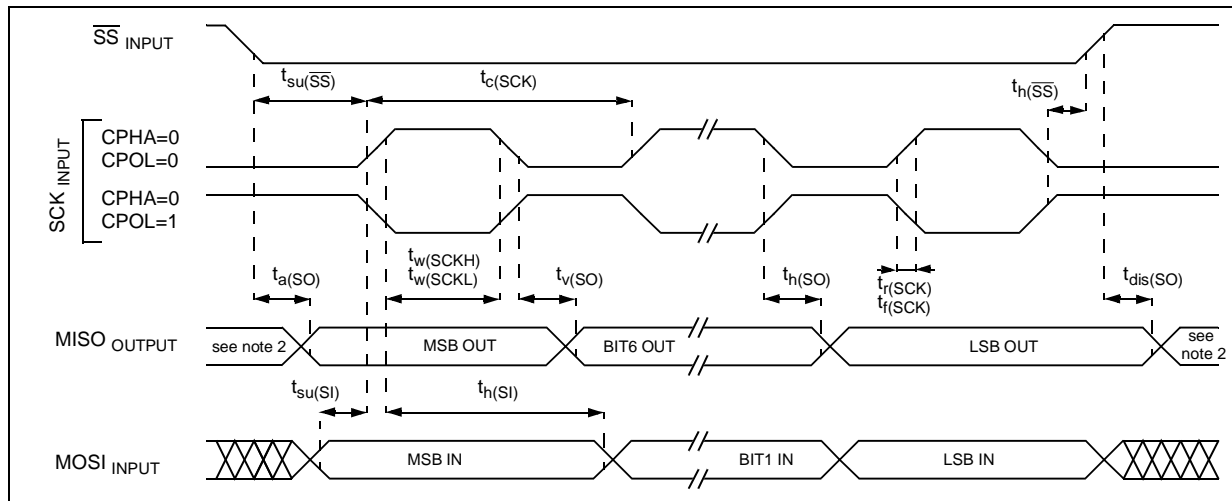 SS INPUT
tsu(SS)
tc(SCK)
th(SS)
SCK INPUT
CPHA=0
CPOL=0
CPHA=0
CPOL=1
ta(SO)
tw(SCKH)
tw(SCKL)
tv(SO)
th(SO)
tr(SCK)
tf(SCK)
tdis(SO)
MISO OUTPUT
see note 2
MSB OUT
BIT6 OUT
LSB OUT
see
note 2
tsu(SI)
th(SI)
MOSI INPUT
MSB IN
BIT1 IN
LSB IN